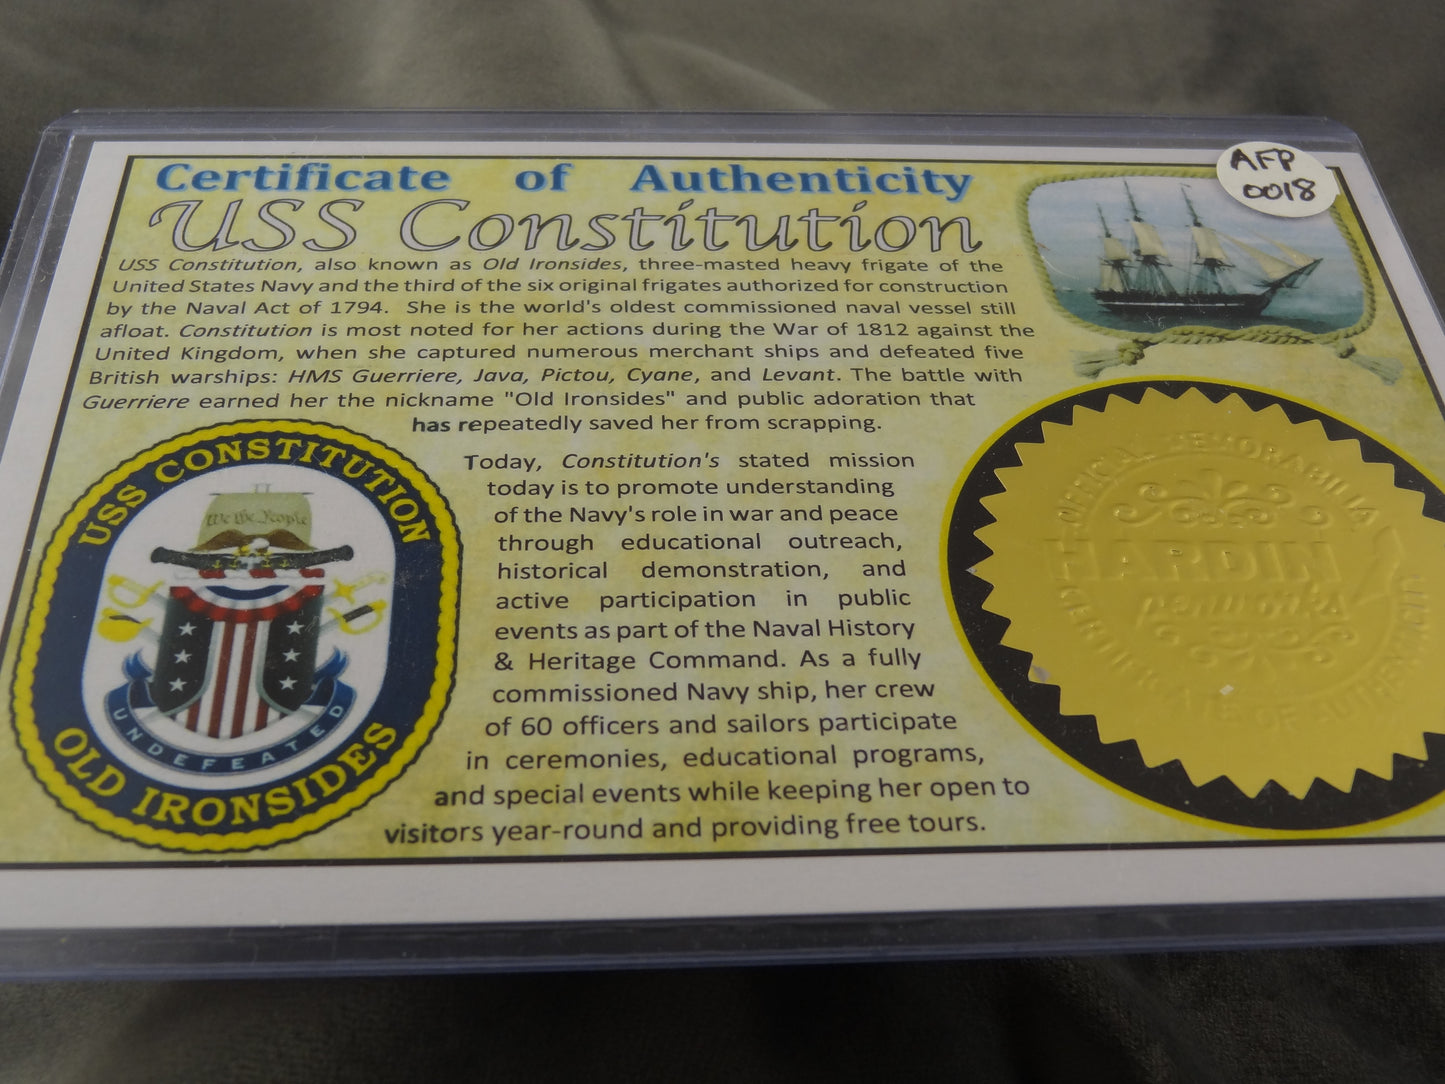 Certificate of Authenticity
AFP
0018
USS Constitution
USS Constitution, also known as Old Ironsides, three-masted heavy frigate of the
United States Navy and the third of the six original frigates authorized for construction
by the Naval Act of 1794. She is the world's oldest commissioned naval vessel still
afloat. Constitution is most noted for her actions during the War of 1812 against the
United Kingdom, when she captured numerous merchant ships and defeated five
British warships: HMS Guerriere, Java, Pictou, Cyane, and Levant. The battle with
Guerriere earned her the nickname "Old Ironsides" and public adoration that
has repeatedly saved her from scrapping.
Today, Constitution's stated mission
today is to promote understanding
of the Navy's role in war and peace
through educational outreach,
historical demonstration, and
active participation in public
events as part of the Naval History
& Heritage Command. As a fully
commissioned Navy ship, her crew
of 60 officers and sailors participate
in ceremonies, educational programs,
and special events while keeping her open to
visitors year-round and providing free tours.
USS CONSTITUTION
We the People
UNDEFEATED
OLD IRONSIDES
OFFICIAL MEMORABILIA
HARDIN
penworks
CERTIFICATE OF AUTHENTICITY